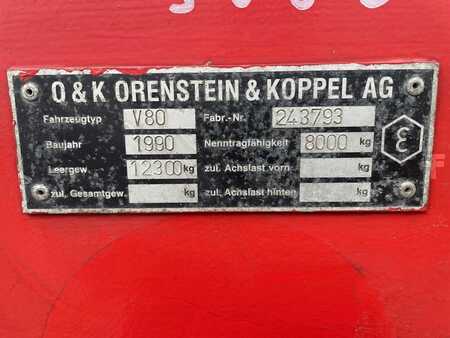 O & K ORENSTEIN & KOPPEL AG
Fahrzeugtyp V80 Fabr.-Nr. 243793
Baujahr 1990 Nenntragfähigkeit 8000 kg
Leergew. 12300 kg zul. Achslast vorn kg
zul. Gesamtgew. kg zul. Achslast hinten kg